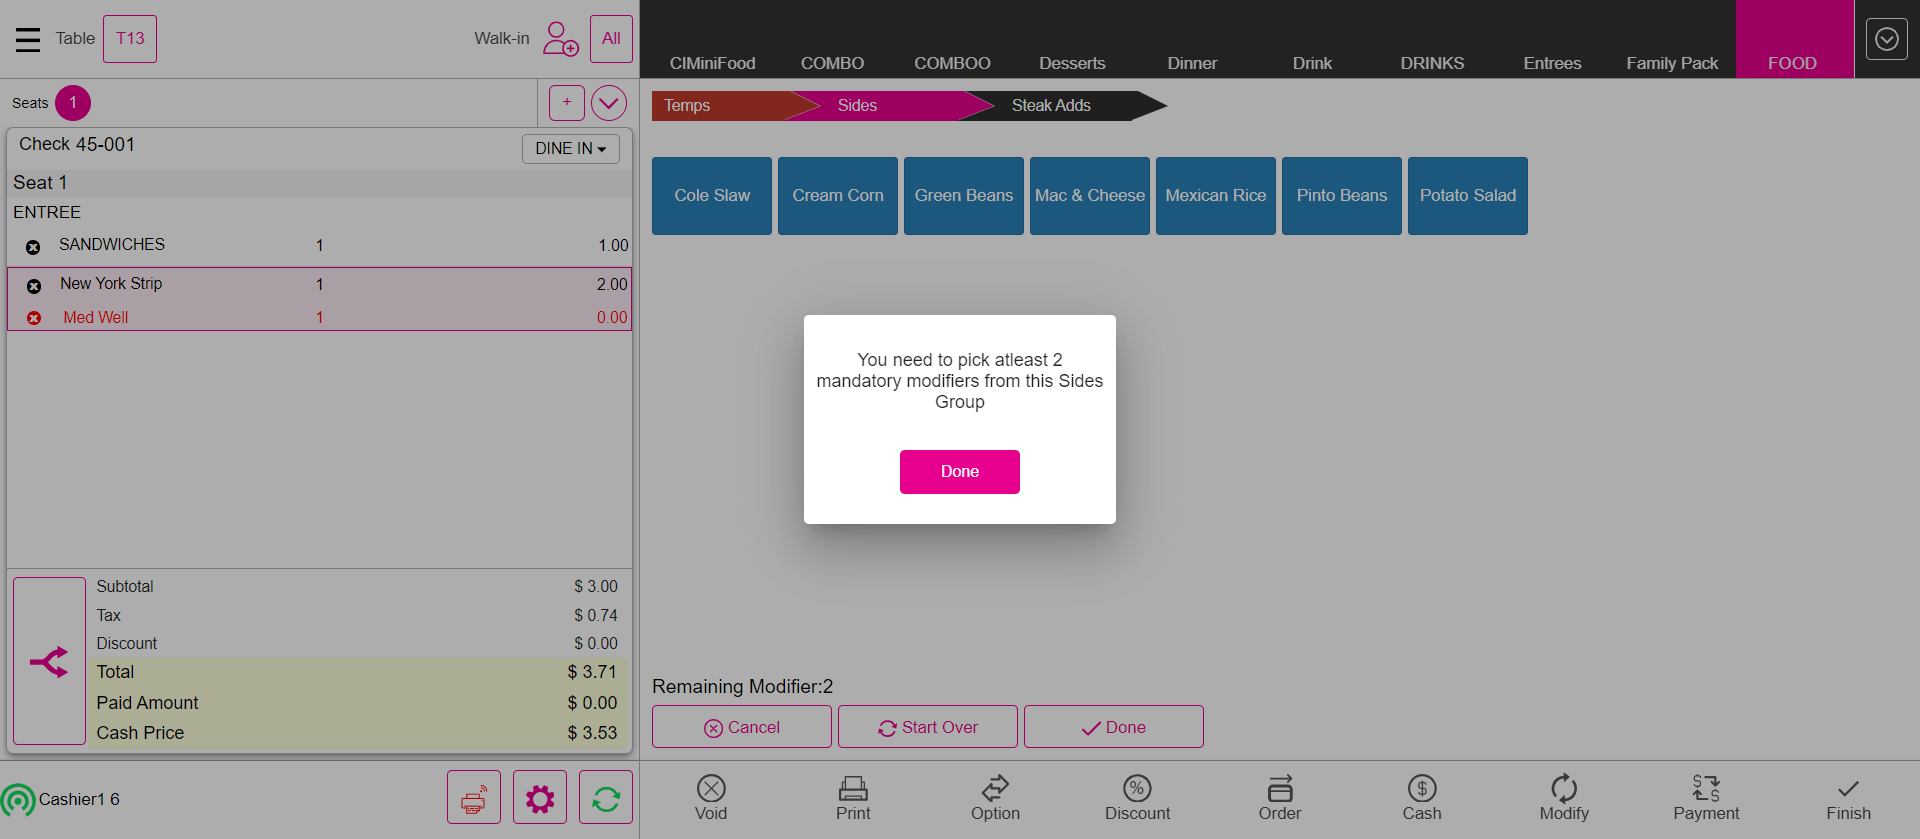 Table T13 Walk-in All
CIMiniFood COMBO COMBOO Desserts Dinner Drink DRINKS Entrees Family Pack FOOD
Seats 1 +
Temps Sides Steak Adds
Check 45-001 DINE IN
Seat 1
ENTREE
SANDWICHES 1 1.00
New York Strip 1 2.00
Med Well 1 0.00
Cole Slaw Cream Corn Green Beans Mac & Cheese Mexican Rice Pinto Beans Potato Salad
You need to pick atleast 2
mandatory modifiers from this Sides
Group
Done
Subtotal $ 3.00
Tax $ 0.74
Discount $ 0.00
Total $ 3.71
Paid Amount $ 0.00
Cash Price $ 3.53
Remaining Modifier:2
Cancel Start Over Done
Cashier1 6
Void Print Option Discount Order Cash Modify Payment Finish